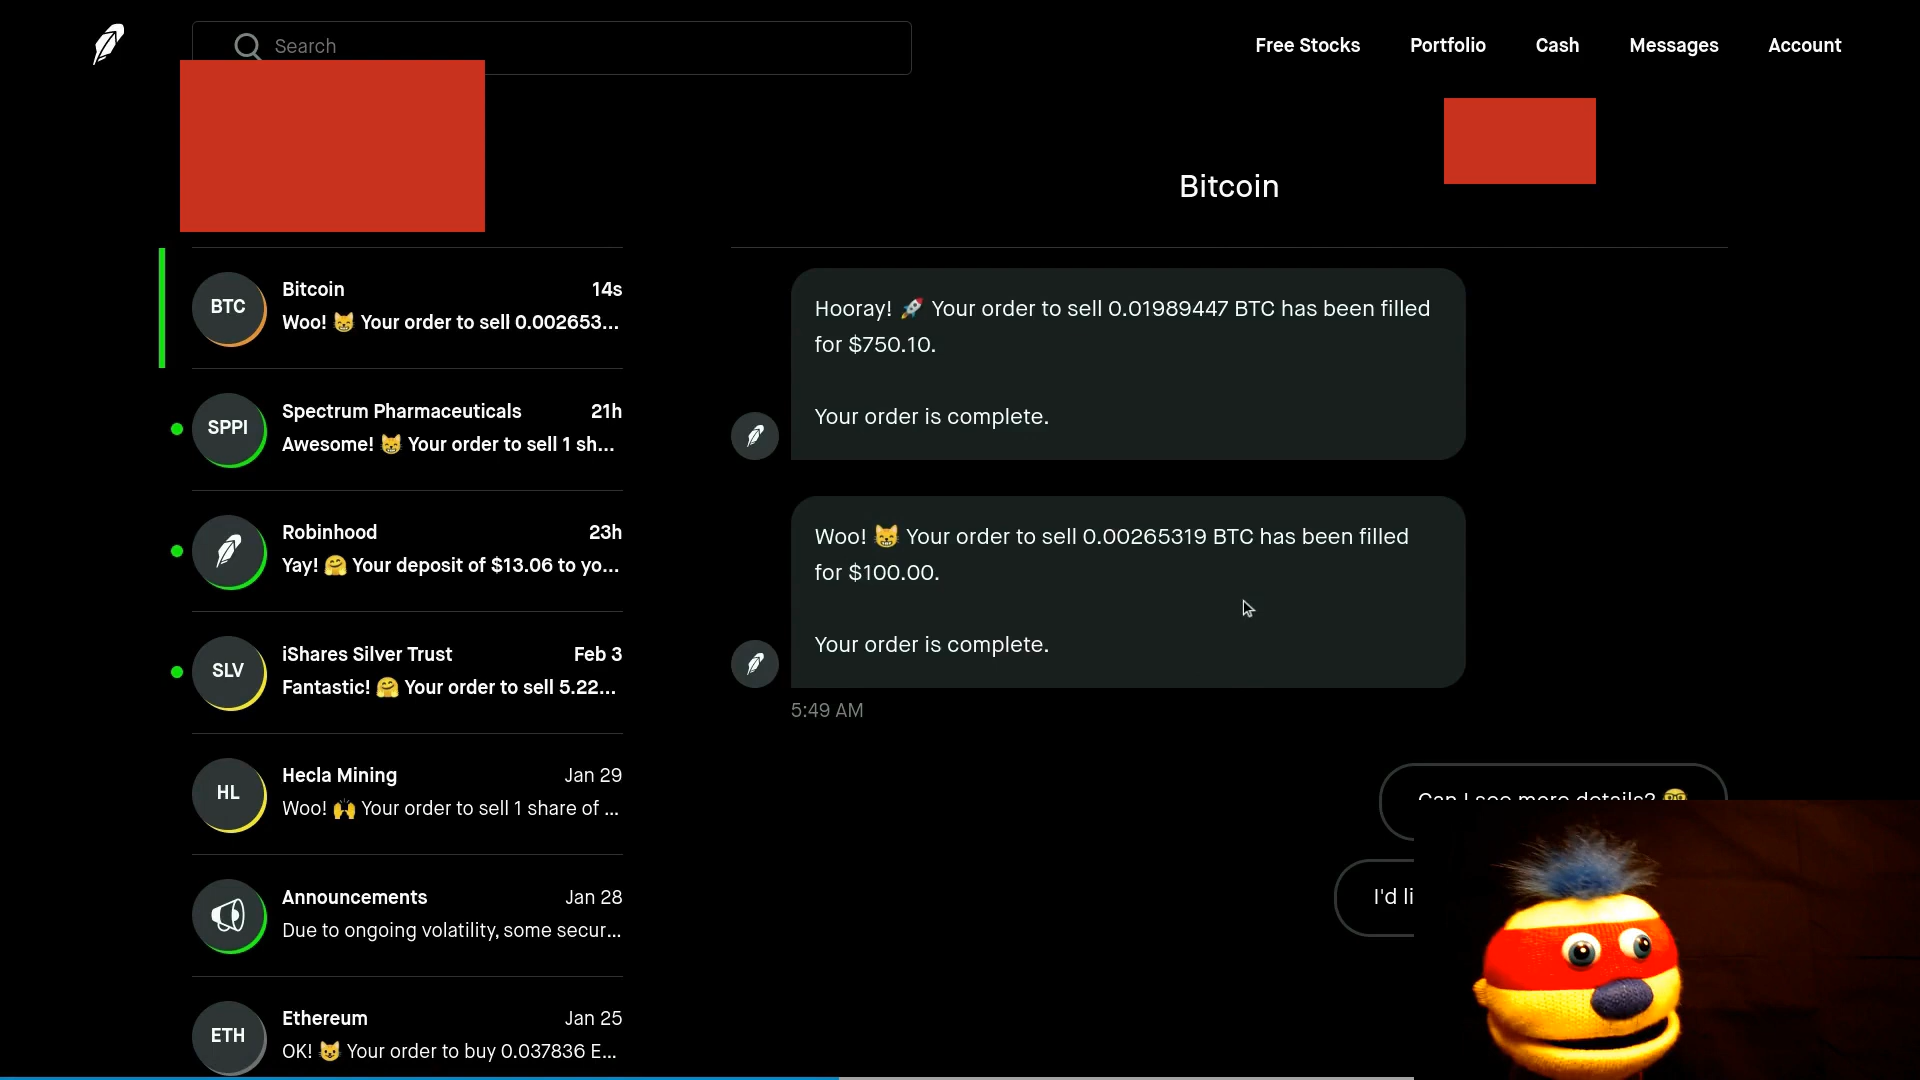 Search
Free Stocks
Portfolio
Cash
Messages
Account
Bitcoin
BTC
Bitcoin
14s
Woo! 😸 Your order to sell 0.002653...
SPPI
Spectrum Pharmaceuticals
21h
Awesome! 😸 Your order to sell 1 sh...
Robinhood
23h
Yay! 🤗 Your deposit of $13.06 to yo...
SLV
iShares Silver Trust
Feb 3
Fantastic! 🤗 Your order to sell 5.22...
HL
Hecla Mining
Jan 29
Woo! 🙌 Your order to sell 1 share of ...
Announcements
Jan 28
Due to ongoing volatility, some secur...
ETH
Ethereum
Jan 25
OK! 😺 Your order to buy 0.037836 E...
Hooray! 🚀 Your order to sell 0.01989447 BTC has been filled
for $750.10.
Your order is complete.
Woo! 😸 Your order to sell 0.00265319 BTC has been filled
for $100.00.
Your order is complete.
5:49 AM
Can I see more details? 🤓
I'd li